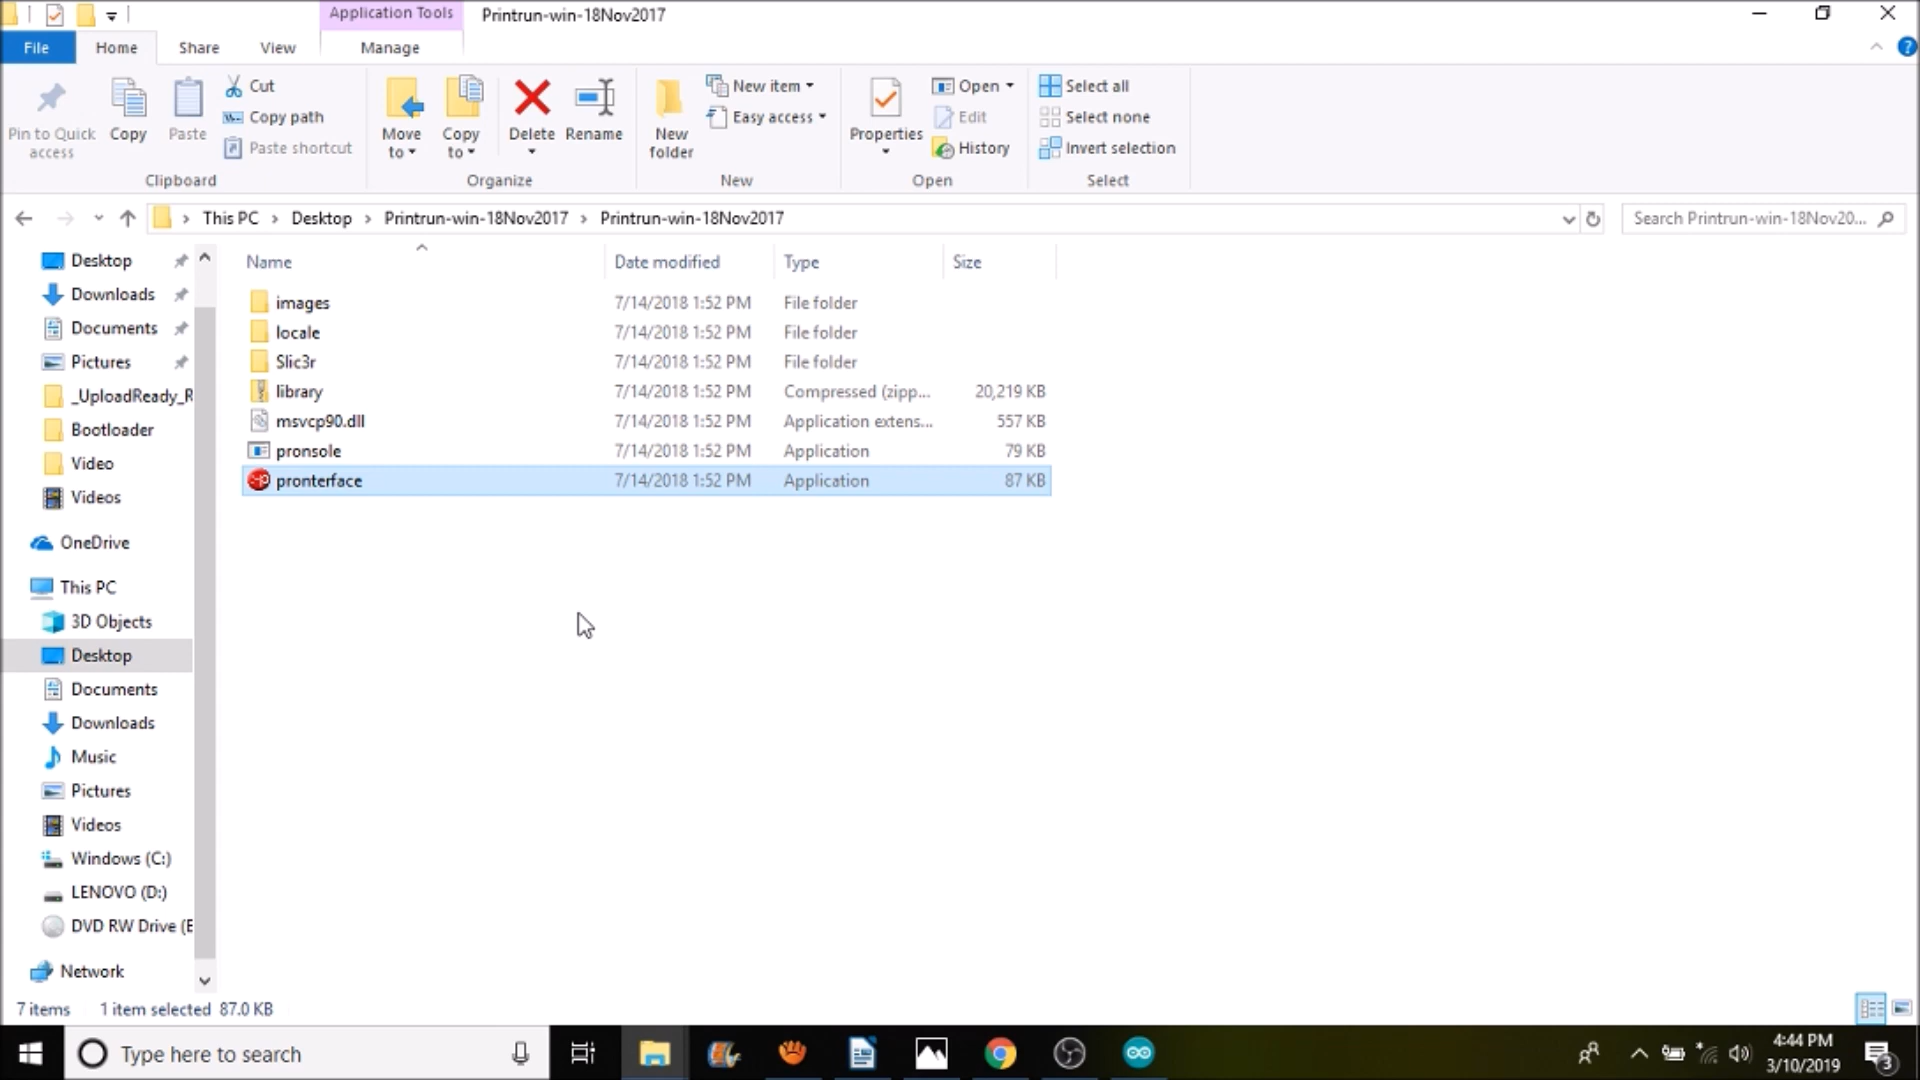 Application Tools
Printrun-win-18Nov2017
File
Home
Share
View
Manage
Pin to Quick access
Copy
Paste
Cut
Copy path
Paste shortcut
Clipboard
Move to
Copy to
Delete
Rename
Organize
New folder
New item
Easy access
New
Properties
Open
Edit
History
Open
Select all
Select none
Invert selection
Select
This PC > Desktop > Printrun-win-18Nov2017 > Printrun-win-18Nov2017
Search Printrun-win-18Nov20...
Desktop
Downloads
Documents
Pictures
_UploadReady_R
Bootloader
Video
Videos
OneDrive
This PC
3D Objects
Desktop
Documents
Downloads
Music
Pictures
Videos
Windows (C:)
LENOVO (D:)
DVD RW Drive (E
Network
Name Date modified Type Size
images 7/14/2018 1:52 PM File folder
locale 7/14/2018 1:52 PM File folder
Slic3r 7/14/2018 1:52 PM File folder
library 7/14/2018 1:52 PM Compressed (zipp... 20,219 KB
msvcp90.dll 7/14/2018 1:52 PM Application extens... 557 KB
pronsole 7/14/2018 1:52 PM Application 79 KB
pronterface 7/14/2018 1:52 PM Application 87 KB
7 items 1 item selected 87.0 KB
Type here to search
4:44 PM
3/10/2019
3